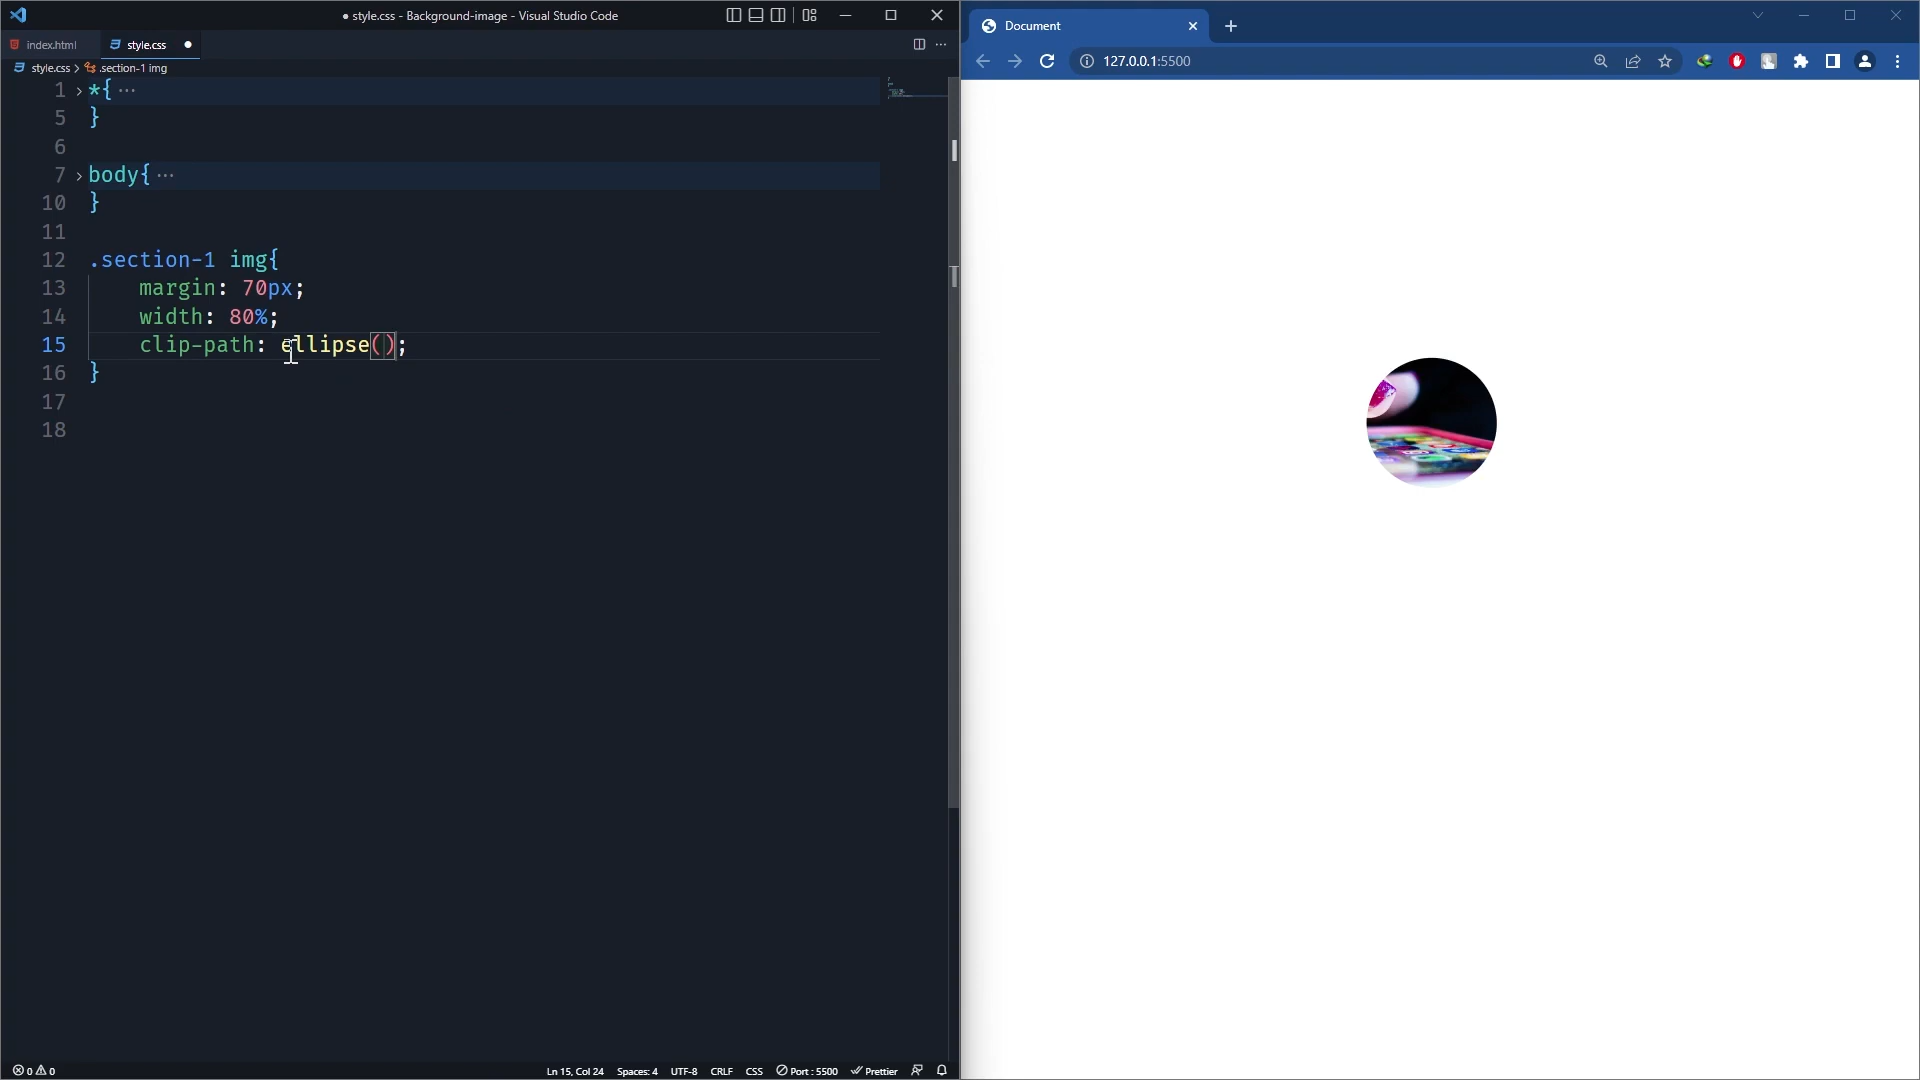 ● style.css - Background-image - Visual Studio Code
index.html
style.css ●
style.css > .section-1 img
1 *{ ···
5 }
6
7 body{ ···
10 }
11
12 .section-1 img{
13 margin: 70px;
14 width: 80%;
15 clip-path: ellipse();
16 }
17
18
0 0
Ln 15, Col 24 Spaces: 4 UTF-8 CRLF CSS Port : 5500 Prettier
Document
127.0.0.1:5500